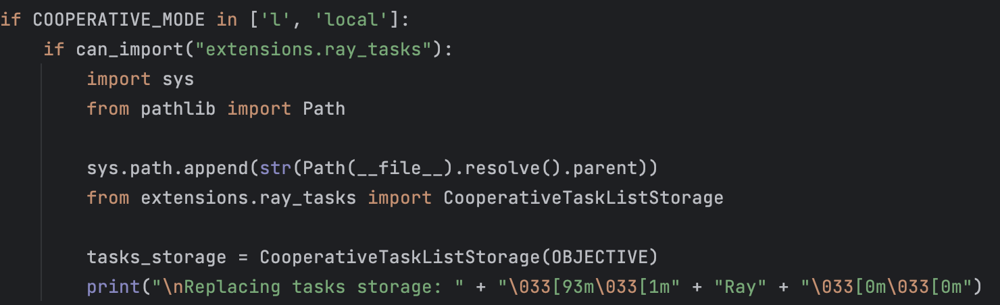 if COOPERATIVE_MODE in ['l', 'local']:
    if can_import("extensions.ray_tasks"):
        import sys
        from pathlib import Path

        sys.path.append(str(Path(__file__).resolve().parent))
        from extensions.ray_tasks import CooperativeTaskListStorage

        tasks_storage = CooperativeTaskListStorage(OBJECTIVE)
        print("\nReplacing tasks storage: " + "\033[93m\033[1m" + "Ray" + "\033[0m\033[0m")